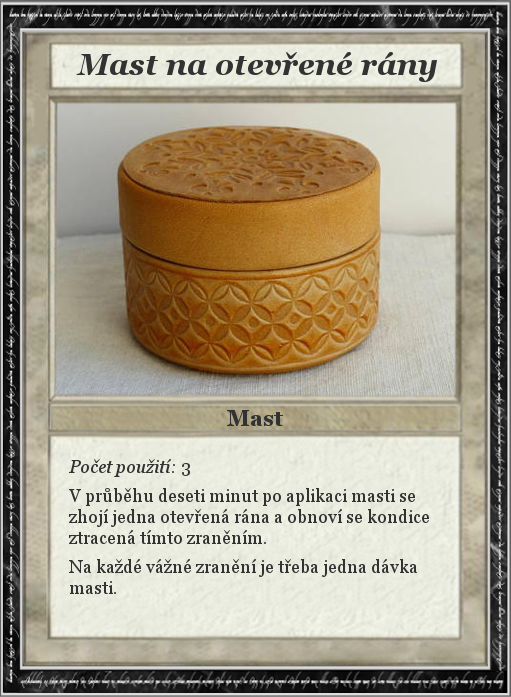 Mast na otevřené rány
Mast
Počet použití: 3
V průběhu deseti minut po aplikaci masti se
zhojí jedna otevřená rána a obnoví se kondice
ztracená tímto zraněním.
Na každé vážné zranění je třeba jedna dávka
masti.